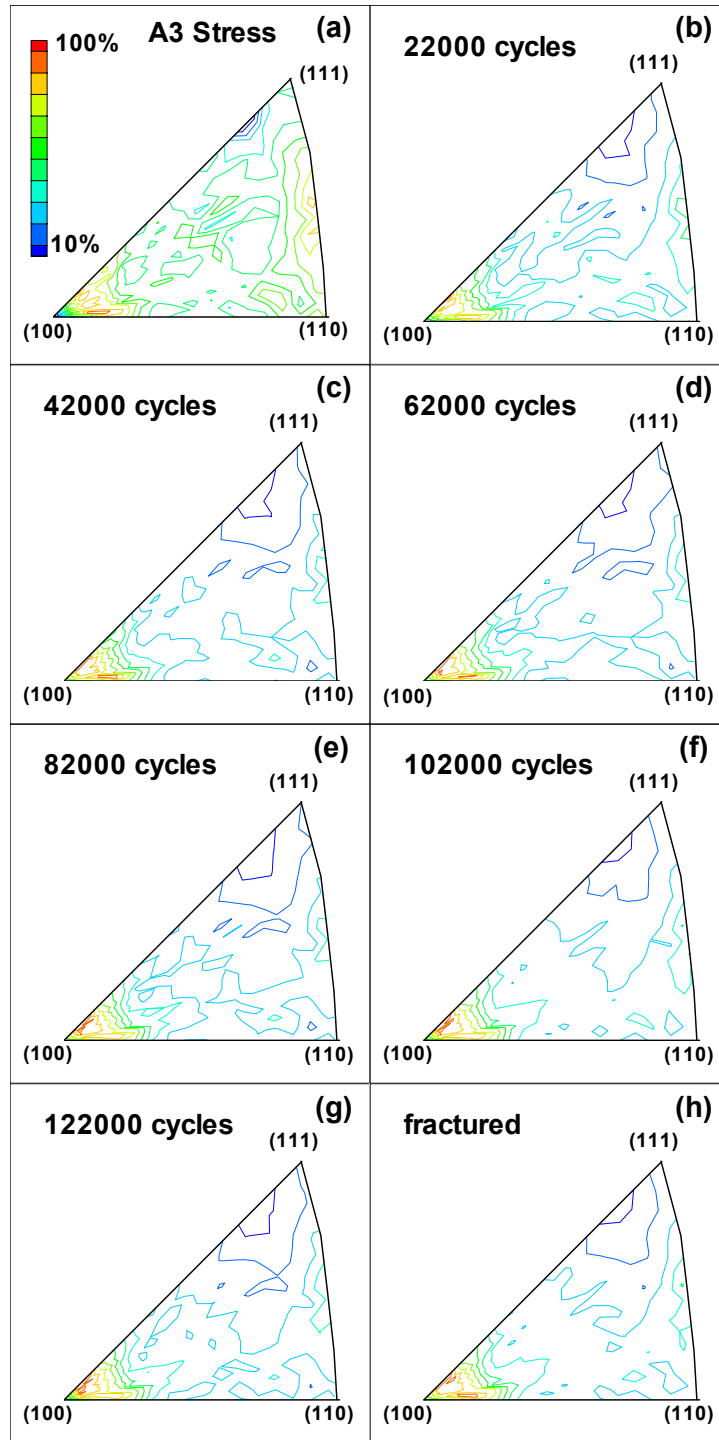 A3 Stress (a)
100%
(111)
10%
(100) (110)
22000 cycles (b)
(111)
(100) (110)
42000 cycles (c)
(111)
(100) (110)
62000 cycles (d)
(111)
(100) (110)
82000 cycles (e)
(111)
(100) (110)
102000 cycles (f)
(111)
(100) (110)
122000 cycles (g)
(111)
(100) (110)
fractured (h)
(111)
(100) (110)